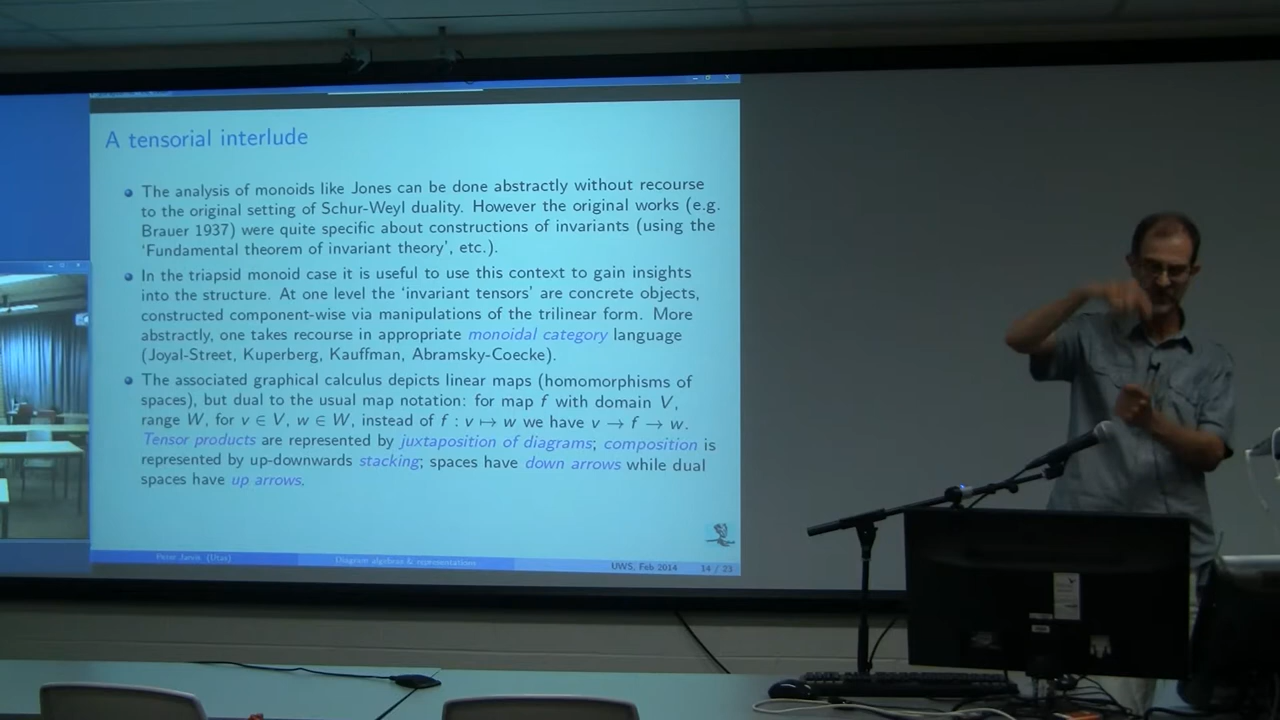 A tensorial interlude
The analysis of monoids like Jones can be done abstractly without recourse
to the original setting of Schur-Weyl duality. However the original works (e.g.
Brauer 1937) were quite specific about constructions of invariants (using the
‘Fundamental theorem of invariant theory’, etc.).
In the triapsid monoid case it is useful to use this context to gain insights
into the structure. At one level the ‘invariant tensors’ are concrete objects,
constructed component-wise via manipulations of the trilinear form. More
abstractly, one takes recourse in appropriate monoidal category language
(Joyal-Street, Kuperberg, Kauffman, Abramsky-Coecke).
The associated graphical calculus depicts linear maps (homomorphisms of
spaces), but dual to the usual map notation: for map f with domain V,
range W, for v ∈ V, w ∈ W, instead of f : v ↦ w we have v → f → w.
Tensor products are represented by juxtaposition of diagrams; composition is
represented by up-downwards stacking; spaces have down arrows while dual
spaces have up arrows.
Peter Jarvis (Utas) Diagram algebras & representations UWS, Feb 2014 14 / 23